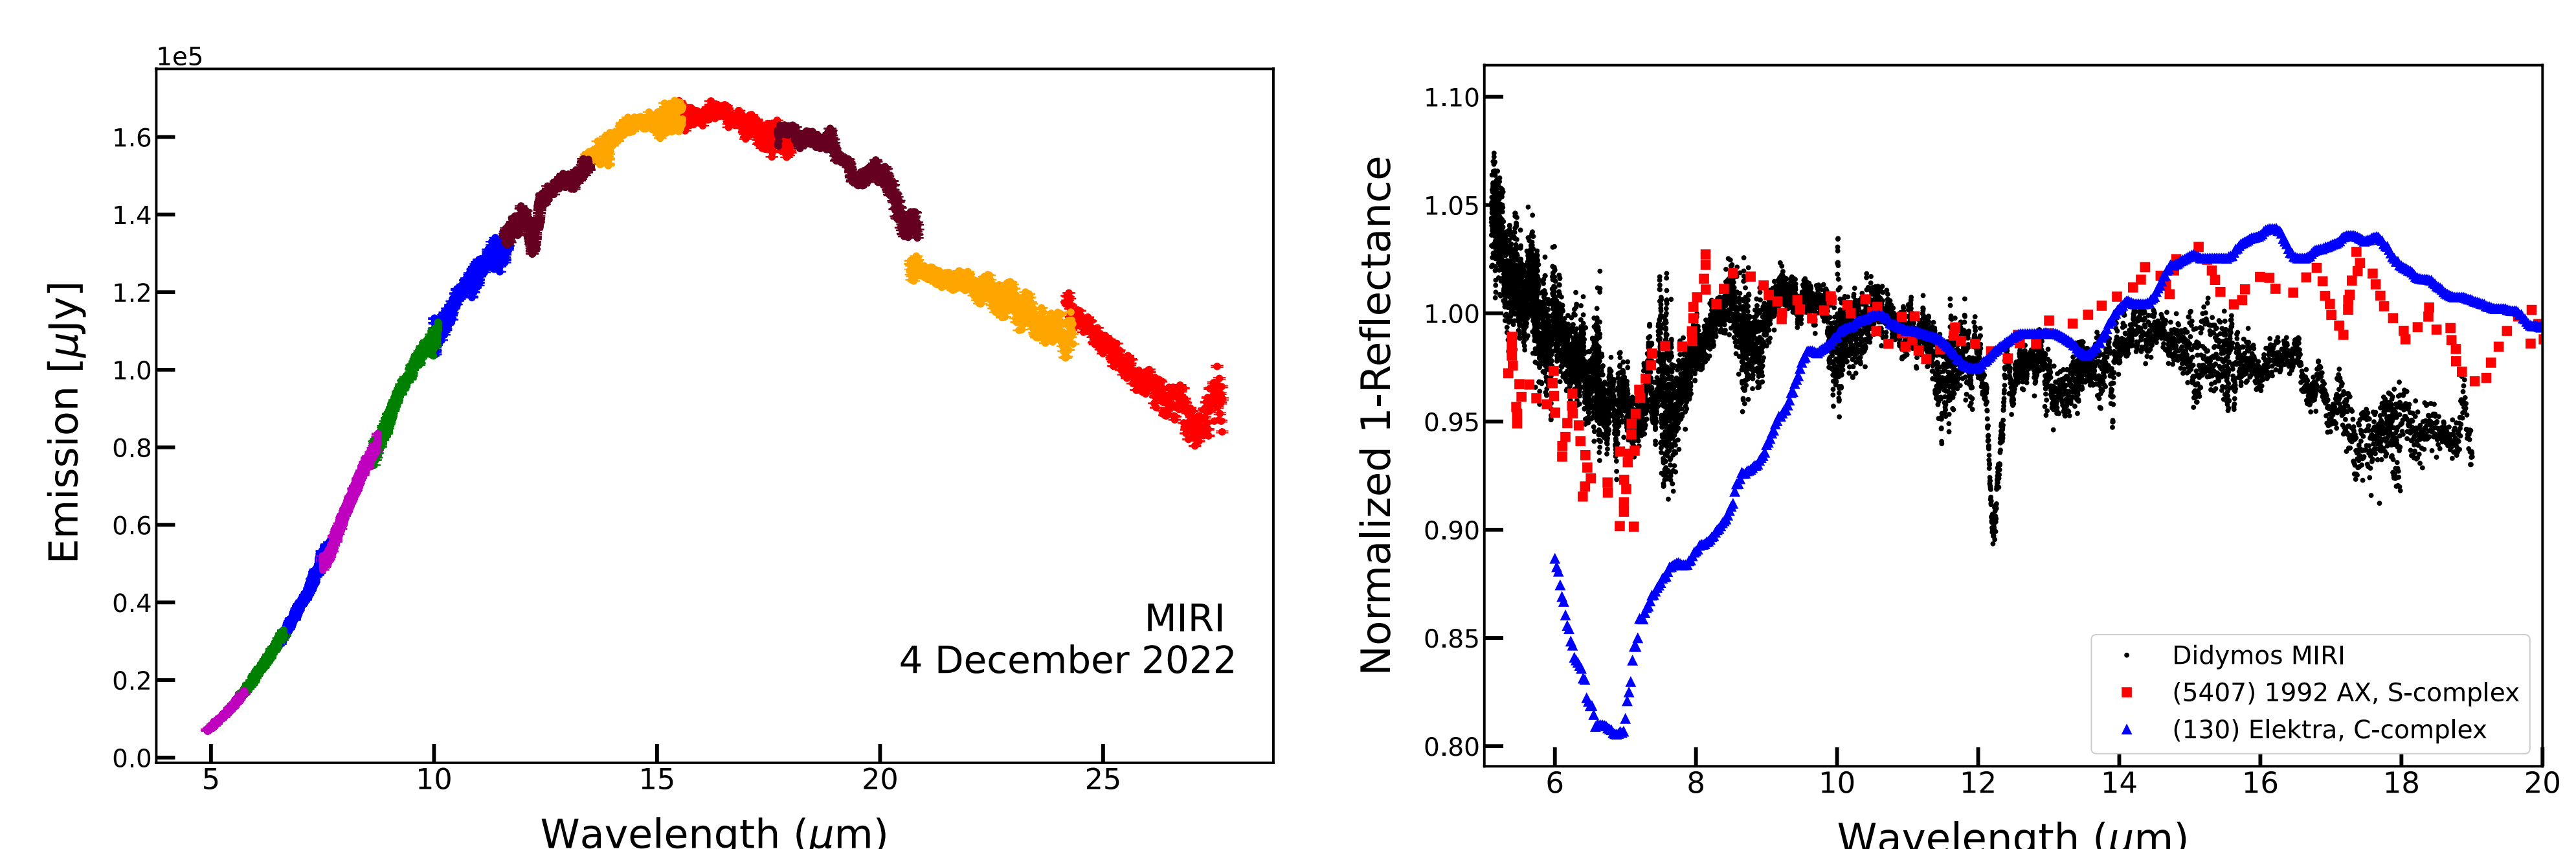 1e5
1.6
1.4
1.2
1.0
0.8
0.6
0.4
0.2
0.0
5 10 15 20 25
Emission [μJy]
Wavelength (μm)
MIRI
4 December 2022
1.10
1.05
1.00
0.95
0.90
0.85
0.80
6 8 10 12 14 16 18 20
Normalized 1-Reflectance
Wavelength (μm)
Didymos MIRI
(5407) 1992 AX, S-complex
(130) Elektra, C-complex